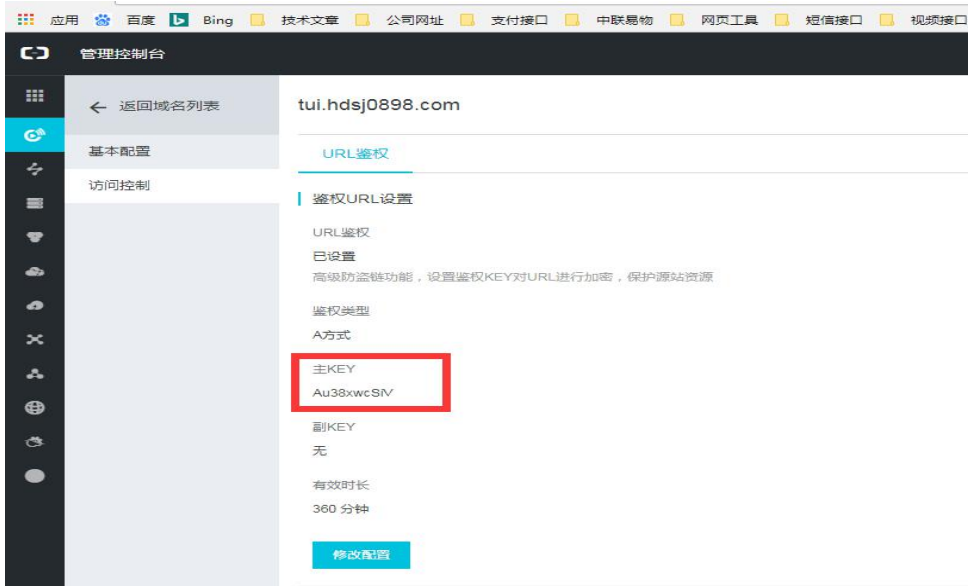 应用 百度 Bing 技术文章 公司网址 支付接口 中联易物 网页工具 短信接口 视频接口
管理控制台
返回域名列表
tui.hdsj0898.com
基本配置
URL鉴权
访问控制
鉴权URL设置
URL鉴权
已设置
高级防盗链功能，设置鉴权KEY对URL进行加密，保护源站资源
鉴权类型
A方式
主KEY
Au38xwcSiV
副KEY
无
有效时长
360 分钟
修改配置